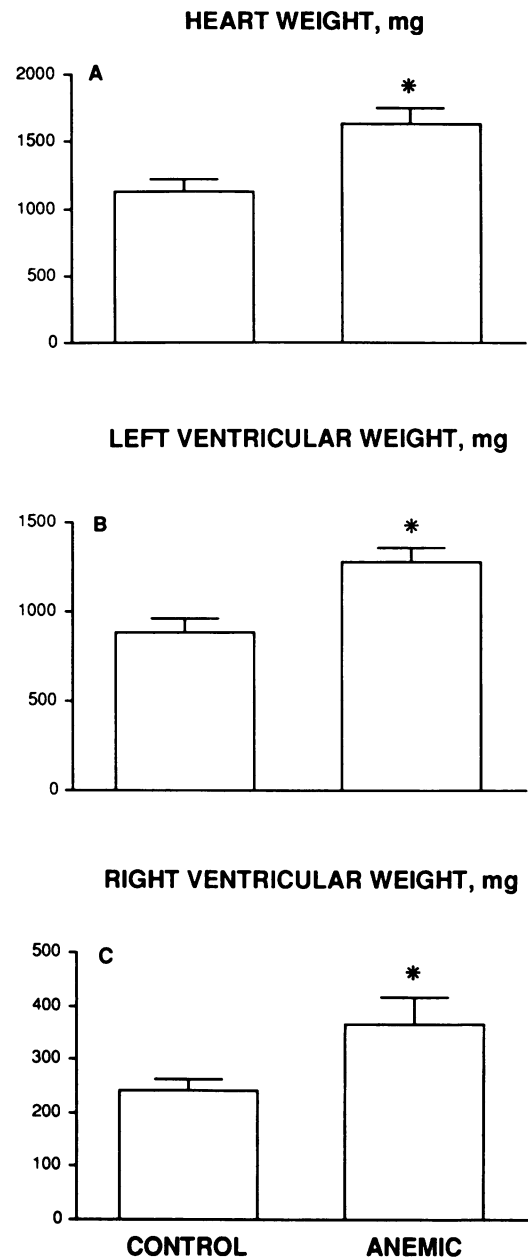 HEART WEIGHT, mg
A
*
2000
1500
1000
500
0
LEFT VENTRICULAR WEIGHT, mg
B
*
1500
1000
500
0
RIGHT VENTRICULAR WEIGHT, mg
C
*
500
400
300
200
100
0
CONTROL ANEMIC